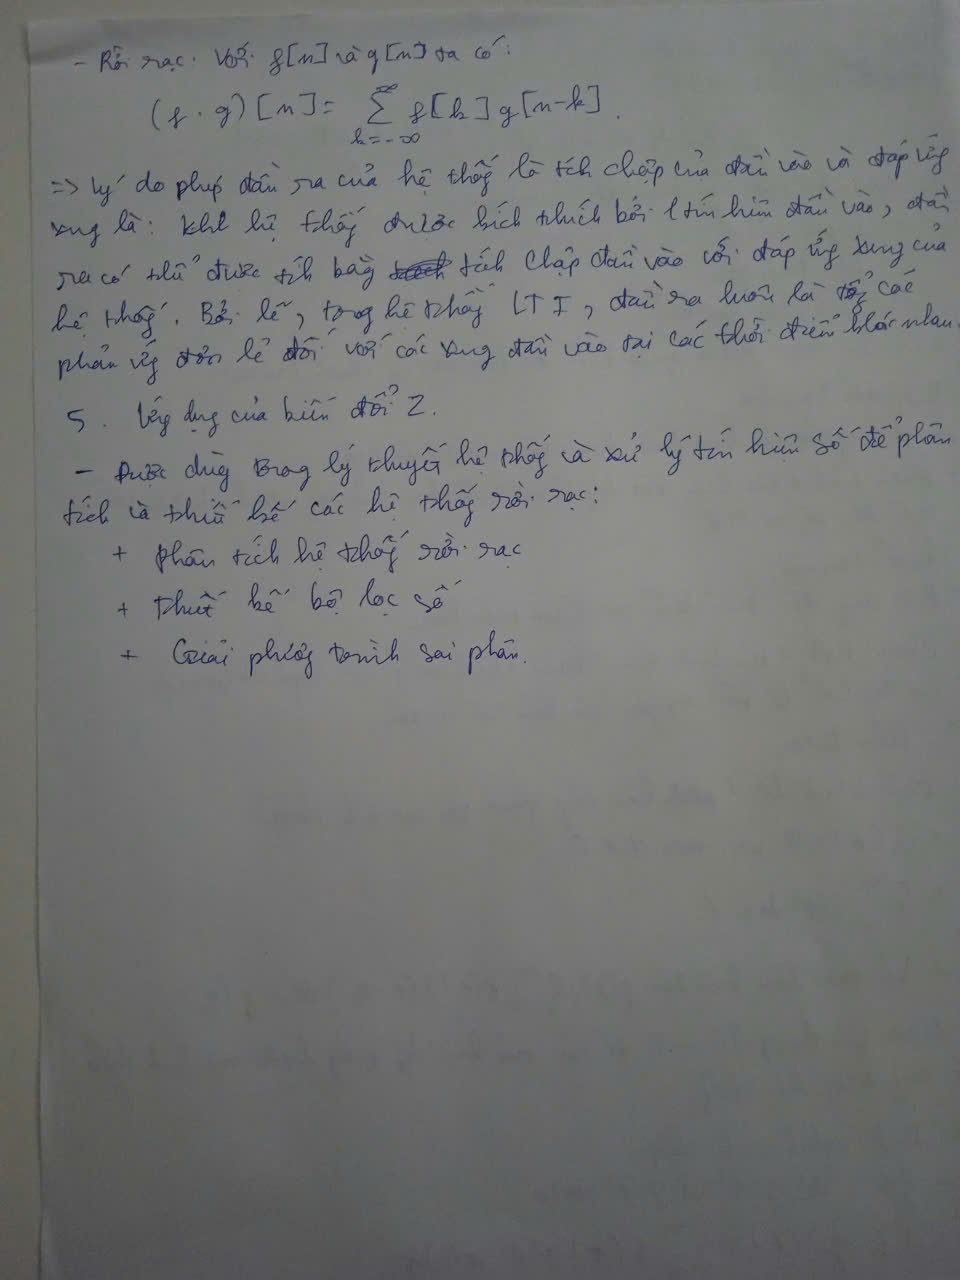 - Rời rạc: Với f[n] và g[n] ta có:
(f . g)[n] = ∑ f[k] g[n-k].
k=-∞ ∞
=> Lý do phép đầu ra của hệ thống là tích chập của đầu vào và đáp ứng
xung là: Khi hệ thống được kích thích bởi 1 tín hiệu đầu vào, đầu
ra có thể được tính bằng tích chập đầu vào với đáp ứng xung của
hệ thống. Bởi lẽ, trong hệ thống LTI, đầu ra luôn là tổng các
phản ứng đơn lẻ đối với các xung đầu vào tại các thời điểm khác nhau.
5. Ứng dụng của biến đổi Z.
- Được dùng trong lý thuyết hệ thống và xử lý tín hiệu số để phân
tích và thiết kế các hệ thống rời rạc:
+ phân tích hệ thống rời rạc
+ thiết kế bộ lọc số
+ Giải phương trình sai phân.